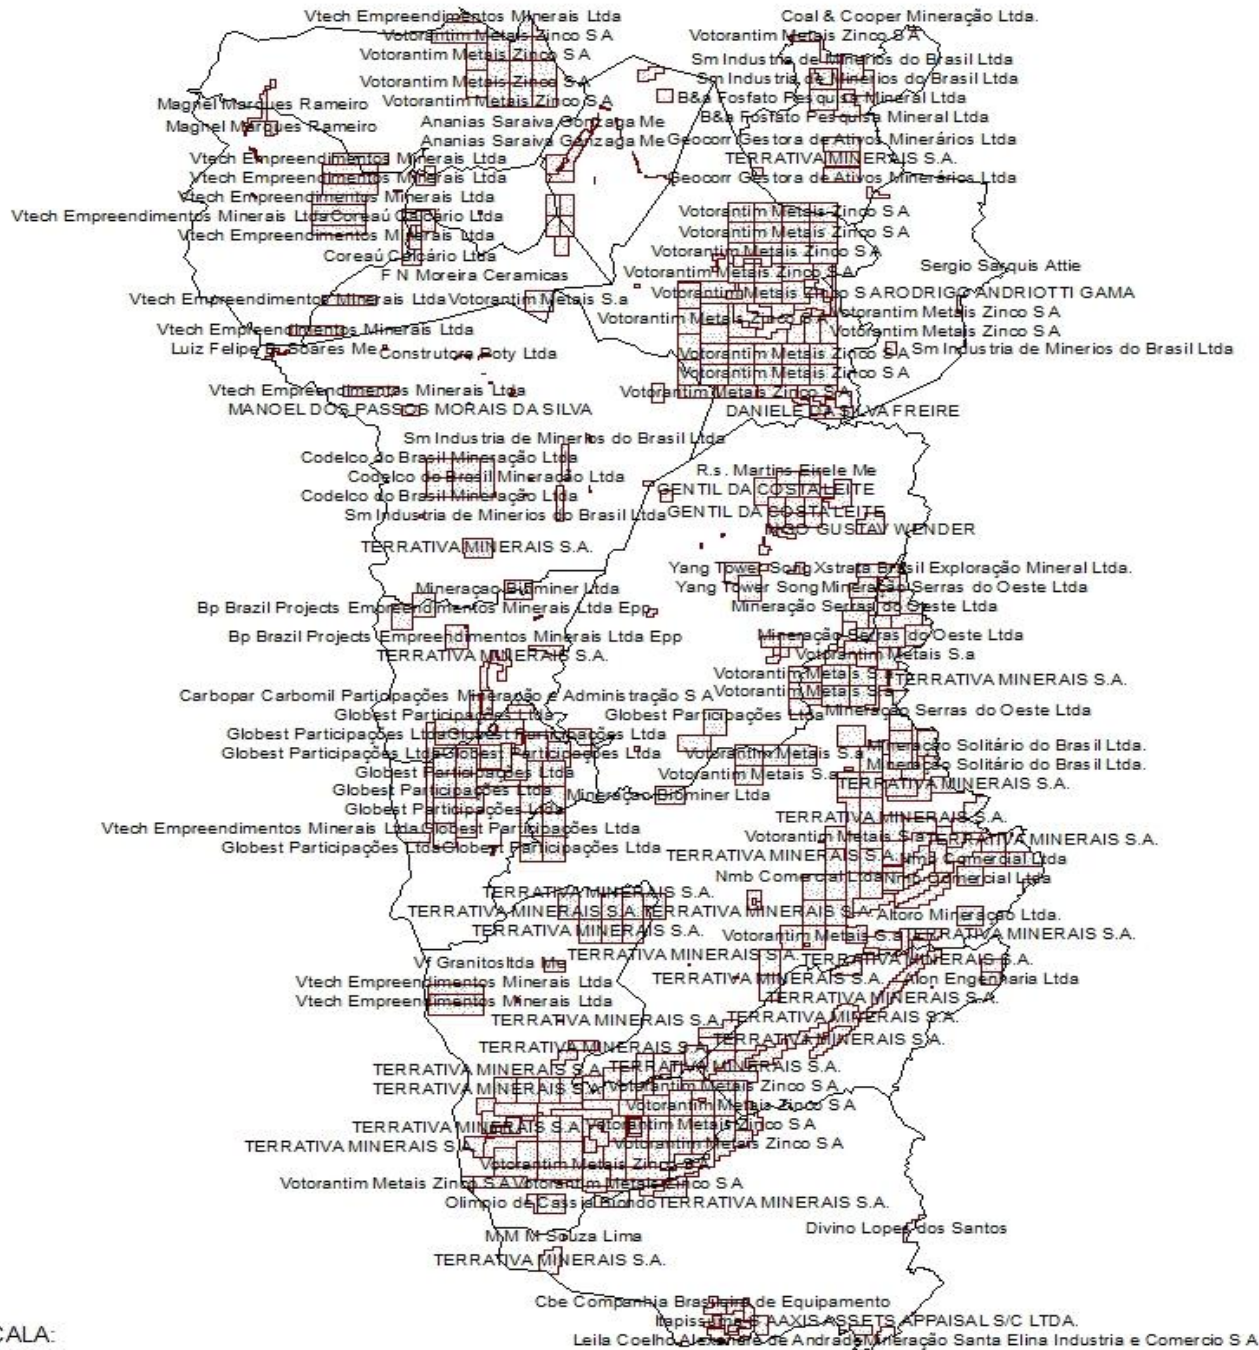 Vtech Empreendimentos Minerais Ltda
Coal & Cooper Mineração Ltda.
Votorantim Metais Zinco S A
Votorantim Metais Zinco S A
Votorantim Metais Zinco S A
Sm Industria de Minerios do Brasil Ltda
Votorantim Metais Zinco S A
Sm Industria de Minerios do Brasil Ltda
Votorantim Metais Zinco S A
B&a Fosfato Pesquisa Mineral Ltda
Magnel Marques Rameiro
B&a Fosfato Pesquisa Mineral Ltda
Ananias Saraiva Gonzaga Me
Magnel Marques Rameiro
Ananias Saraiva Gonzaga Me
Geocorr Gestora de Ativos Minerários Ltda
Vtech Empreendimentos Minerais Ltda
TERRATIVA MINERAIS S.A.
Vtech Empreendimentos Minerais Ltda
Geocorr Gestora de Ativos Minerários Ltda
Vtech Empreendimentos Minerais Ltda
Vtech Empreendimentos Minerais Ltda
Coreaú Calcário Ltda
Votorantim Metais Zinco S A
Vtech Empreendimentos Minerais Ltda
Votorantim Metais Zinco S A
Coreaú Calcário Ltda
Votorantim Metais Zinco S A
F N Moreira Ceramicas
Votorantim Metais Zinco S A
Sergio Sarquis Attie
Vtech Empreendimentos Minerais Ltda
Votorantim Metais S.a
Votorantim Metais Zinco S A
RODRIGO ANDRIOTTI GAMA
Votorantim Metais Zinco S A
Votorantim Metais Zinco S A
Vtech Empreendimentos Minerais Ltda
Votorantim Metais Zinco S A
Luiz Felipe B. Soares Me
Construtora Poty Ltda
Votorantim Metais Zinco S A
Sm Industria de Minerios do Brasil Ltda
Votorantim Metais Zinco S A
Vtech Empreendimentos Minerais Ltda
Votorantim Metais Zinco S A
MANOEL DOS PASSOS MORAIS DA SILVA
DANIELE DA SILVA FREIRE
Sm Industria de Minerios do Brasil Ltda
Codelco do Brasil Mineração Ltda
Codelco do Brasil Mineração Ltda
R.s. Martins Eirele Me
Codelco do Brasil Mineração Ltda
GENTIL DA COSTA LEITE
Sm Industria de Minerios do Brasil Ltda
GENTIL DA COSTA LEITE
GUSTAV WENDER
TERRATIVA MINERAIS S.A.
Yang Tower Song
Xstrata Brasil Exploração Mineral Ltda.
Mineraçao Biominer Ltda
Yang Tower Song
Mineração Serras do Oeste Ltda
Bp Brazil Projects Empreendimentos Minerais Ltda Epp
Mineração Serras do Oeste Ltda
Bp Brazil Projects Empreendimentos Minerais Ltda Epp
Mineração Serras do Oeste Ltda
TERRATIVA MINERAIS S.A.
Votorantim Metais S.a
Votorantim Metais S.a
TERRATIVA MINERAIS S.A.
Carbopar Carbomil Participações Mineração e Administração S A
Votorantim Metais S.a
Globest Participações Ltda
Globest Participações Ltda
Mineração Serras do Oeste Ltda
Globest Participações Ltda
Globest Participações Ltda
Mineração Solitário do Brasil Ltda.
Globest Participações Ltda
Globest Participações Ltda
Votorantim Metais S.a
Mineração Solitário do Brasil Ltda.
Globest Participações Ltda
Votorantim Metais S.a
TERRATIVA MINERAIS S.A.
Globest Participações Ltda
Mineraçao Biominer Ltda
Globest Participações Ltda
TERRATIVA MINERAIS S.A.
Vtech Empreendimentos Minerais Ltda
Globest Participações Ltda
Votorantim Metais S.a
TERRATIVA MINERAIS S.A.
Globest Participações Ltda
Globest Participações Ltda
TERRATIVA MINERAIS S.A.
Nmb Comercial Ltda
Nmb Comercial Ltda
Nmb Comercial Ltda
TERRATIVA MINERAIS S.A.
TERRATIVA MINERAIS S.A.
TERRATIVA MINERAIS S.A.
Altoro Mineração Ltda.
TERRATIVA MINERAIS S.A.
Votorantim Metais S.a
TERRATIVA MINERAIS S.A.
Vf Granitosltda Me
TERRATIVA MINERAIS S.A.
TERRATIVA MINERAIS S.A.
Vtech Empreendimentos Minerais Ltda
TERRATIVA MINERAIS S.A.
Alon Engenharia Ltda
Vtech Empreendimentos Minerais Ltda
TERRATIVA MINERAIS S.A.
TERRATIVA MINERAIS S.A.
TERRATIVA MINERAIS S.A.
TERRATIVA MINERAIS S.A.
TERRATIVA MINERAIS S.A.
TERRATIVA MINERAIS S.A.
TERRATIVA MINERAIS S.A.
TERRATIVA MINERAIS S.A.
Votorantim Metais Zinco S A
Votorantim Metais Zinco S A
TERRATIVA MINERAIS S.A.
Votorantim Metais Zinco S A
TERRATIVA MINERAIS S.A.
Votorantim Metais Zinco S A
Votorantim Metais Zinco S A
Votorantim Metais Zinco S A
Votorantim Metais Zinco S A
Olimpio de Cassia Biondo
TERRATIVA MINERAIS S.A.
Divino Lopes dos Santos
M M M Souza Lima
TERRATIVA MINERAIS S.A.
Cbe Companhia Brasileira de Equipamento
Itapissuma S A
AXIS ASSETS APPAISAL S/C LTDA.
CALA:
Leila Coelho
Alexandre de Andrade
Mineração Santa Elina Industria e Comercio S A